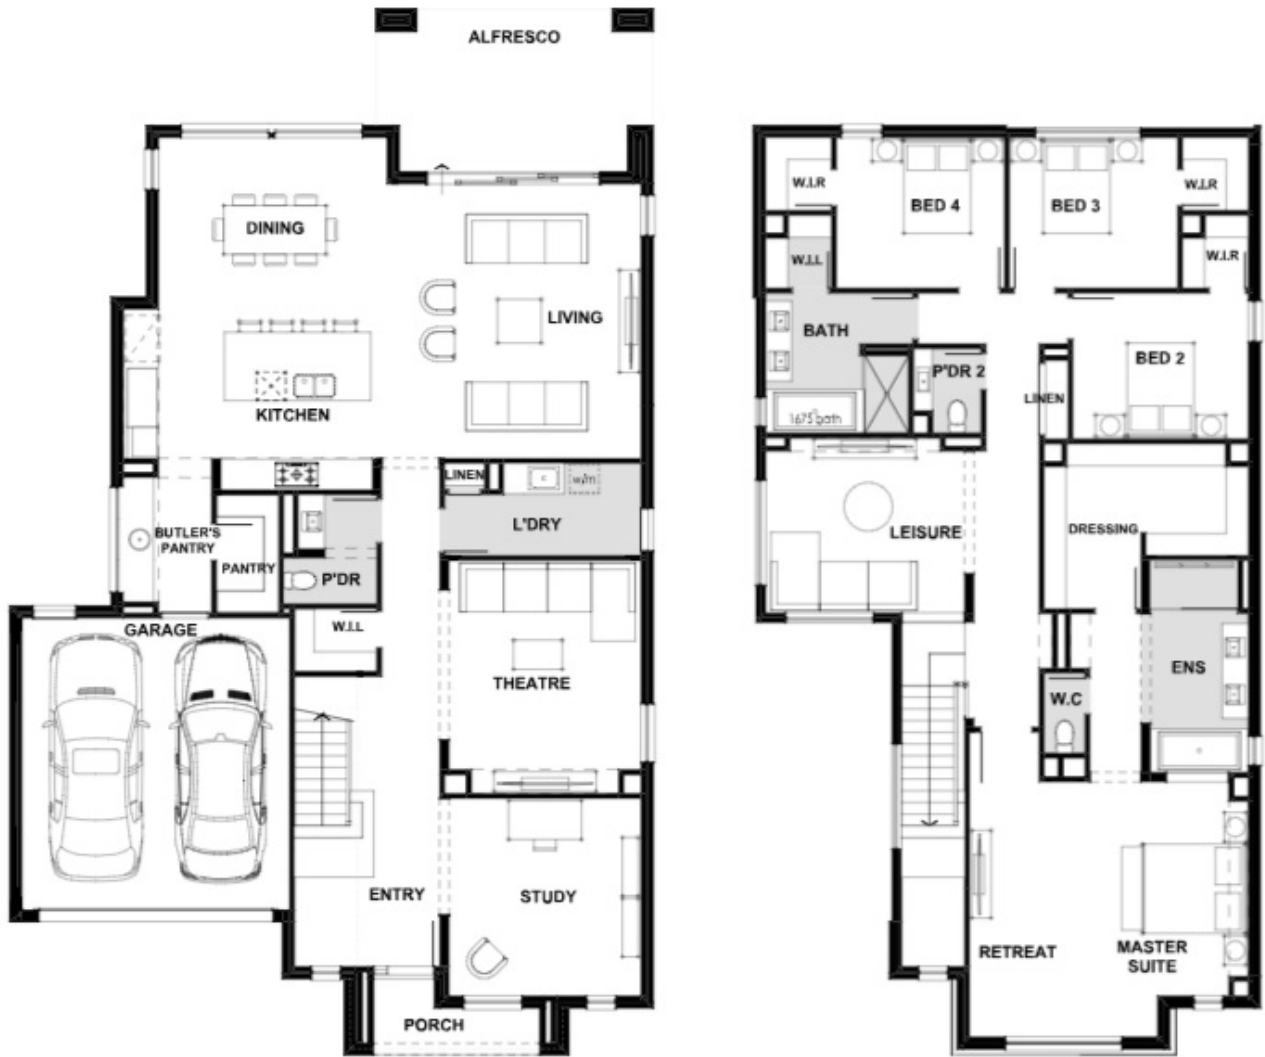 ALFRESCO
DINING
LIVING
KITCHEN
LINEN
w/m
L'DRY
BUTLER'S
PANTRY
PANTRY
P'DR
W.I.L
GARAGE
THEATRE
ENTRY
STUDY
PORCH
W.I.R
BED 4
BED 3
W.I.R
W.I.L
W.I.R
BATH
P'DR 2
BED 2
LINEN
1675 bath
LEISURE
DRESSING
ENS
W.C
RETREAT
MASTER
SUITE